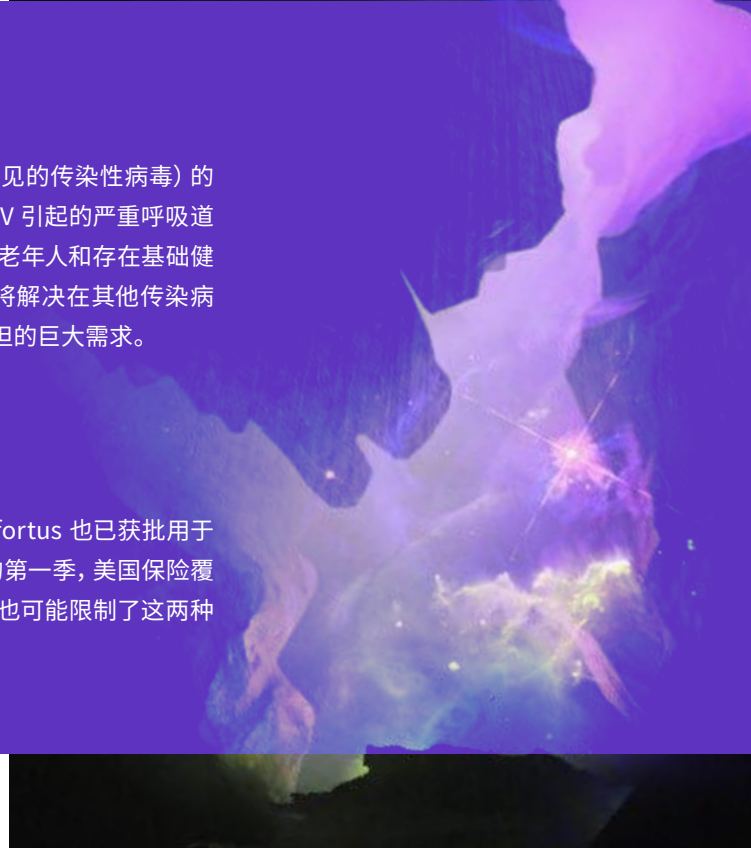 见的传染性病毒）的
V 引起的严重呼吸道
老年人和存在基础健
将解决在其他传染病
担的巨大需求。
fortus 也已获批用于
的第一季，美国保险覆
也可能限制了这两种